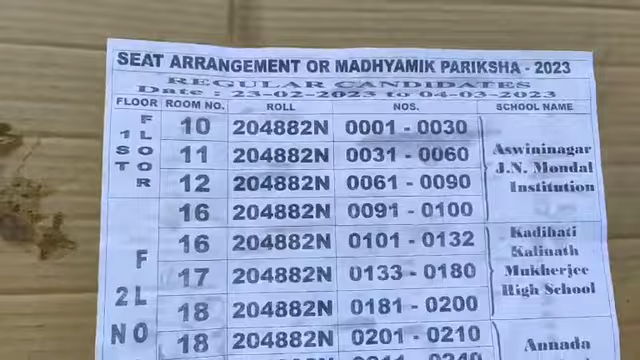 SEAT ARRANGEMENT OR MADHYAMIK PARIKSHA - 2023
REGULAR CANDIDATES
Date : 23-02-2023 to 04-03-2023
FLOOR ROOM NO. ROLL NOS. SCHOOL NAME
1ST FLOOR
10 204882N 0001 - 0030
11 204882N 0031 - 0060
12 204882N 0061 - 0090
16 204882N 0091 - 0100
Aswininagar
J.N. Mondal
Institution
2N FLO
16 204882N 0101 - 0132
17 204882N 0133 - 0180
18 204882N 0181 - 0200
Kadihati
Kalinath
Mukherjee
High School
18 204882N 0201 - 0210
Annada